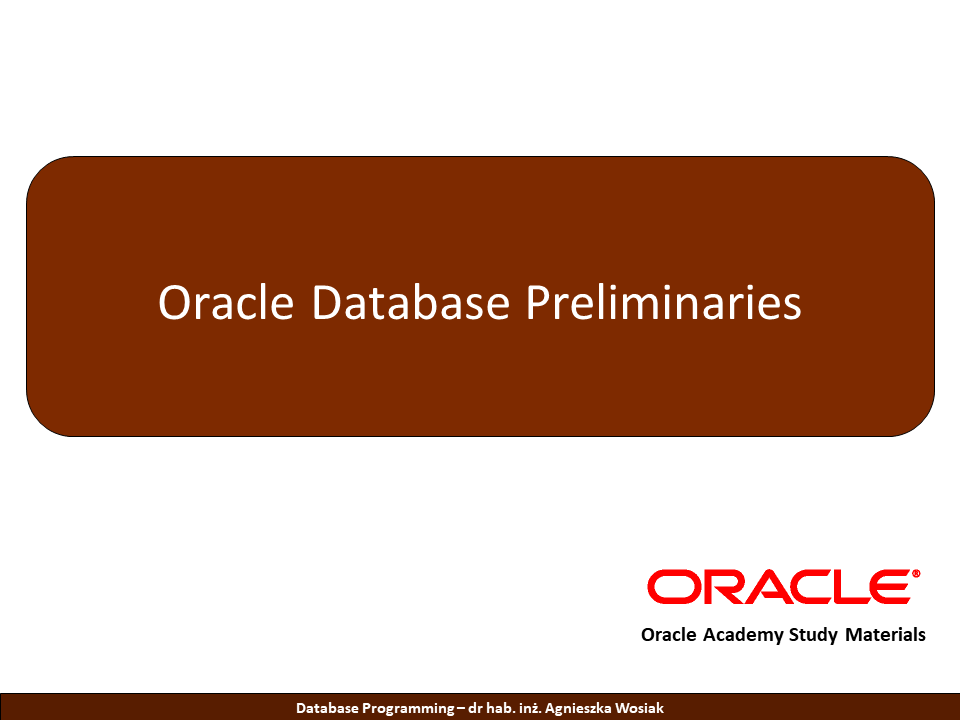 Oracle Database Preliminaries
ORACLE®
Oracle Academy Study Materials
Database Programming – dr hab. inż. Agnieszka Wosiak